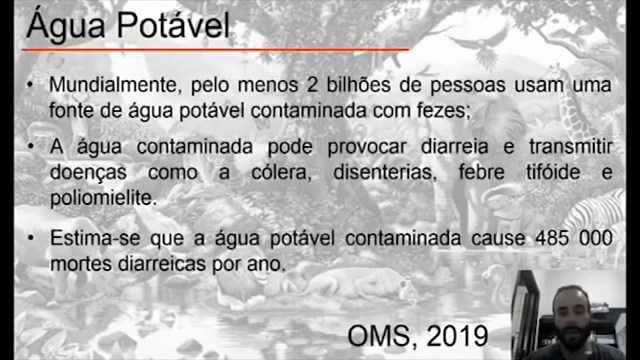 Água Potável
• Mundialmente, pelo menos 2 bilhões de pessoas usam uma
fonte de água potável contaminada com fezes;
• A água contaminada pode provocar diarreia e transmitir
doenças como a cólera, disenterias, febre tifóide e
poliomielite.
• Estima-se que a água potável contaminada cause 485 000
mortes diarreicas por ano.
OMS, 2019